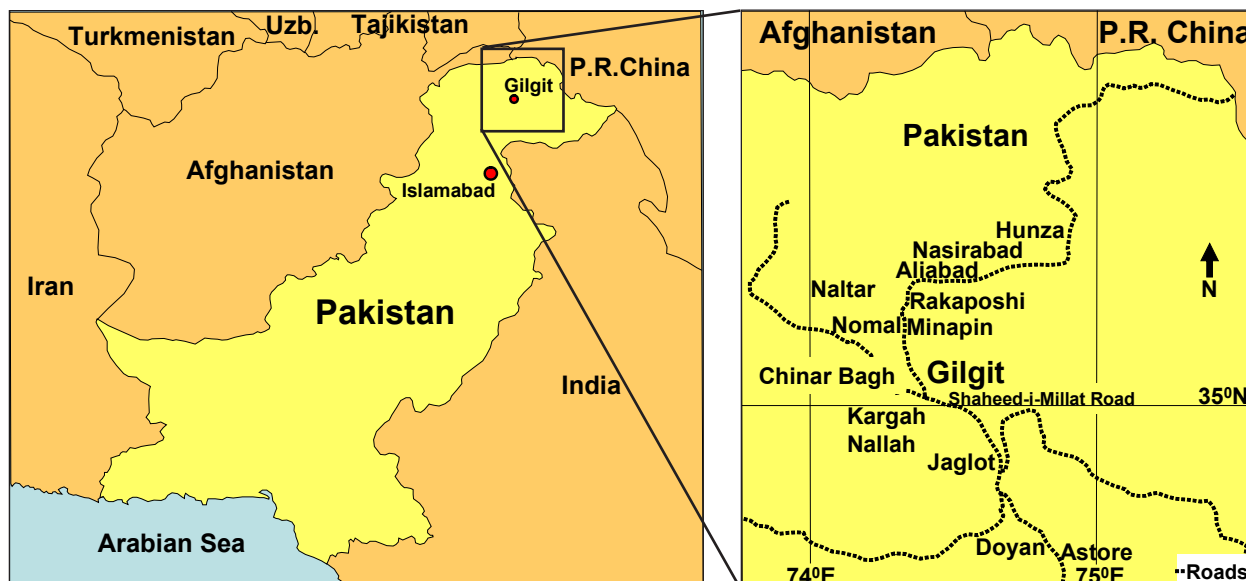 Turkmenistan
Uzb.
Tajikistan
P.R.China
Gilgit
Afghanistan
Islamabad
Iran
Pakistan
India
Arabian Sea
Afghanistan
P.R. China
Pakistan
Hunza
Nasirabad
Aliabad
Naltar
Rakaposhi
Nomal
Minapin
N
Chinar Bagh
Gilgit
Shaheed-i-Millat Road
35⁰N
Kargah
Nallah
Jaglot
Doyan
Astore
74⁰E
75⁰E
Roads